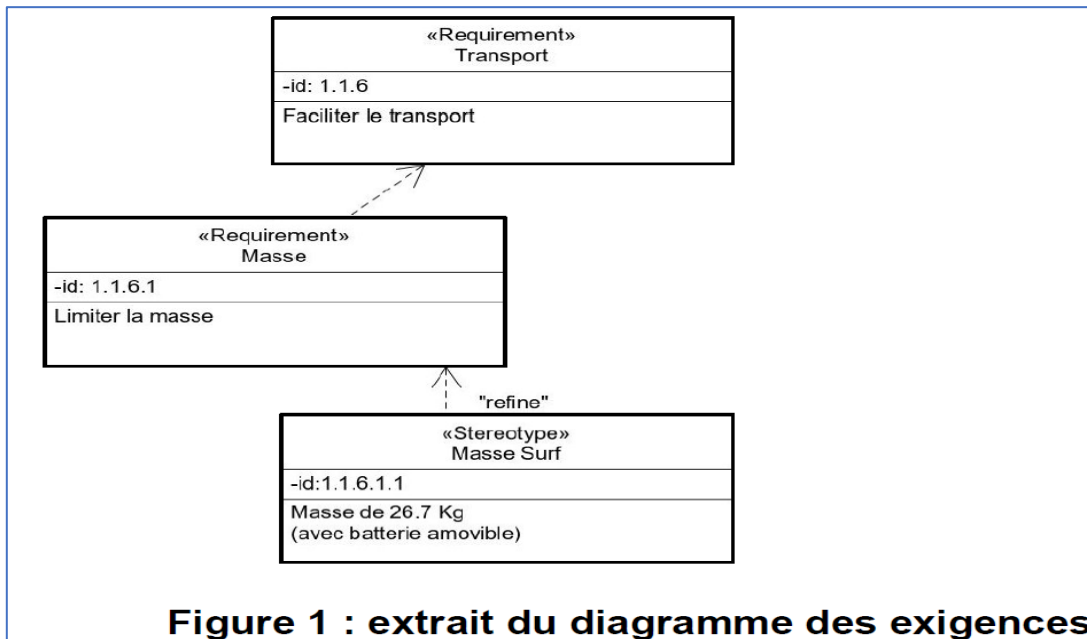 «Requirement»
Transport
-id: 1.1.6
Faciliter le transport
«Requirement»
Masse
-id: 1.1.6.1
Limiter la masse
"refine"
«Stereotype»
Masse Surf
-id:1.1.6.1.1
Masse de 26.7 Kg
(avec batterie amovible)
Figure 1 : extrait du diagramme des exigences